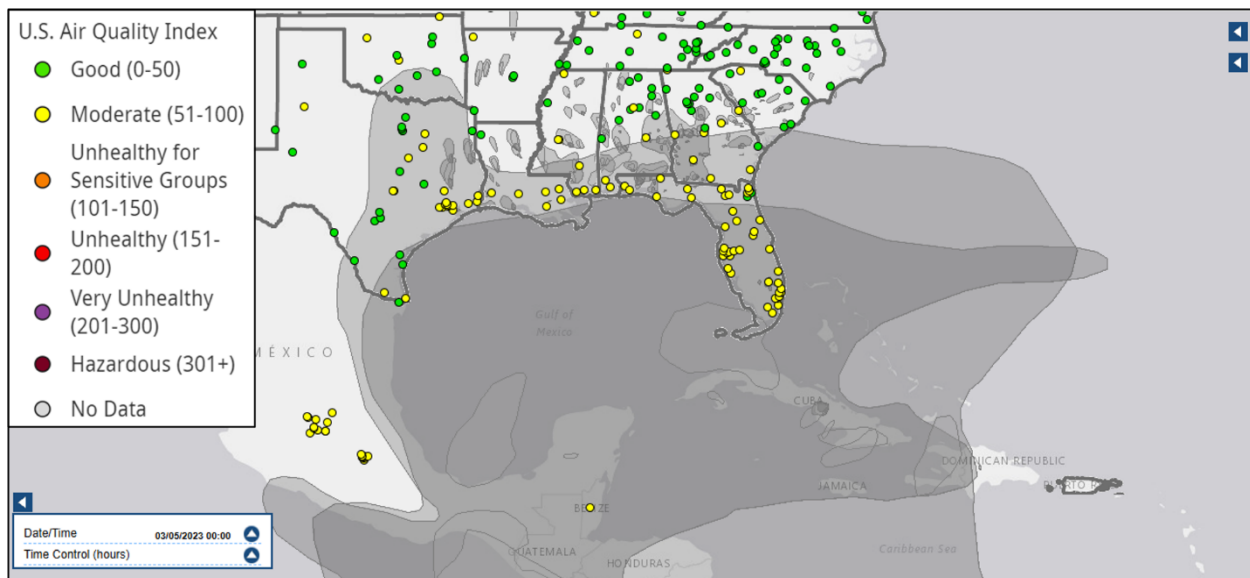 U.S. Air Quality Index
Good (0-50)
Moderate (51-100)
Unhealthy for
Sensitive Groups
(101-150)
Unhealthy (151-
200)
Very Unhealthy
(201-300)
Hazardous (301+)
No Data
MÉXICO
Gulf of
Mexico
CUBA
DOMINICAN REPUBLIC
JAMAICA
PUERTO
BELIZE
GUATEMALA
HONDURAS
Caribbean Sea
Date/Time 03/05/2023 00:00
Time Control (hours)